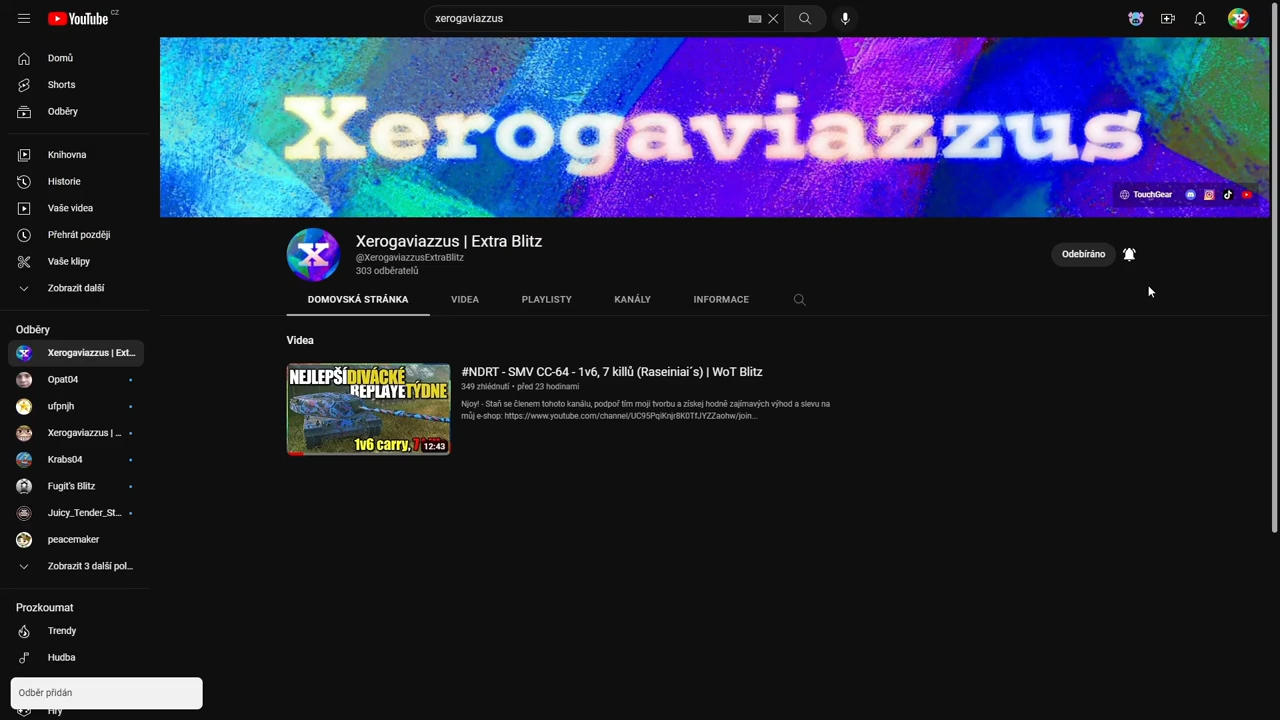 YouTube CZ
xerogaviazzus
Domů
Shorts
Odběry
Knihovna
Historie
Vaše videa
Přehrát později
Vaše klipy
Zobrazit další
Odběry
Xerogaviazzus | Ext...
Opat04
ufpnjh
Xerogaviazzus | ...
Krabs04
Fugit's Blitz
Juicy_Tender_St...
peacemaker
Zobrazit 3 další pol...
Prozkoumat
Trendy
Hudba
Hry
Odběr přidán
Xerogaviazzus
TouchGear
X
Xerogaviazzus | Extra Blitz
@XerogaviazzusExtraBlitz
303 odběratelů
Odebíráno
DOMOVSKÁ STRÁNKA
VIDEA
PLAYLISTY
KANÁLY
INFORMACE
Videa
NEJLEPŠÍ DIVÁCKÉ
REPLAYE TÝDNE
1v6 carry, 7
12:43
#NDRT - SMV CC-64 - 1v6, 7 killů (Raseiniai´s) | WoT Blitz
349 zhlédnutí • před 23 hodinami
Njoy! - Staň se členem tohoto kanálu, podpoř tím moji tvorbu a získej hodně zajímavých výhod a slevu na
můj e-shop: https://www.youtube.com/channel/UC95PqiKnjr8K0TfJYZZaohw/join...